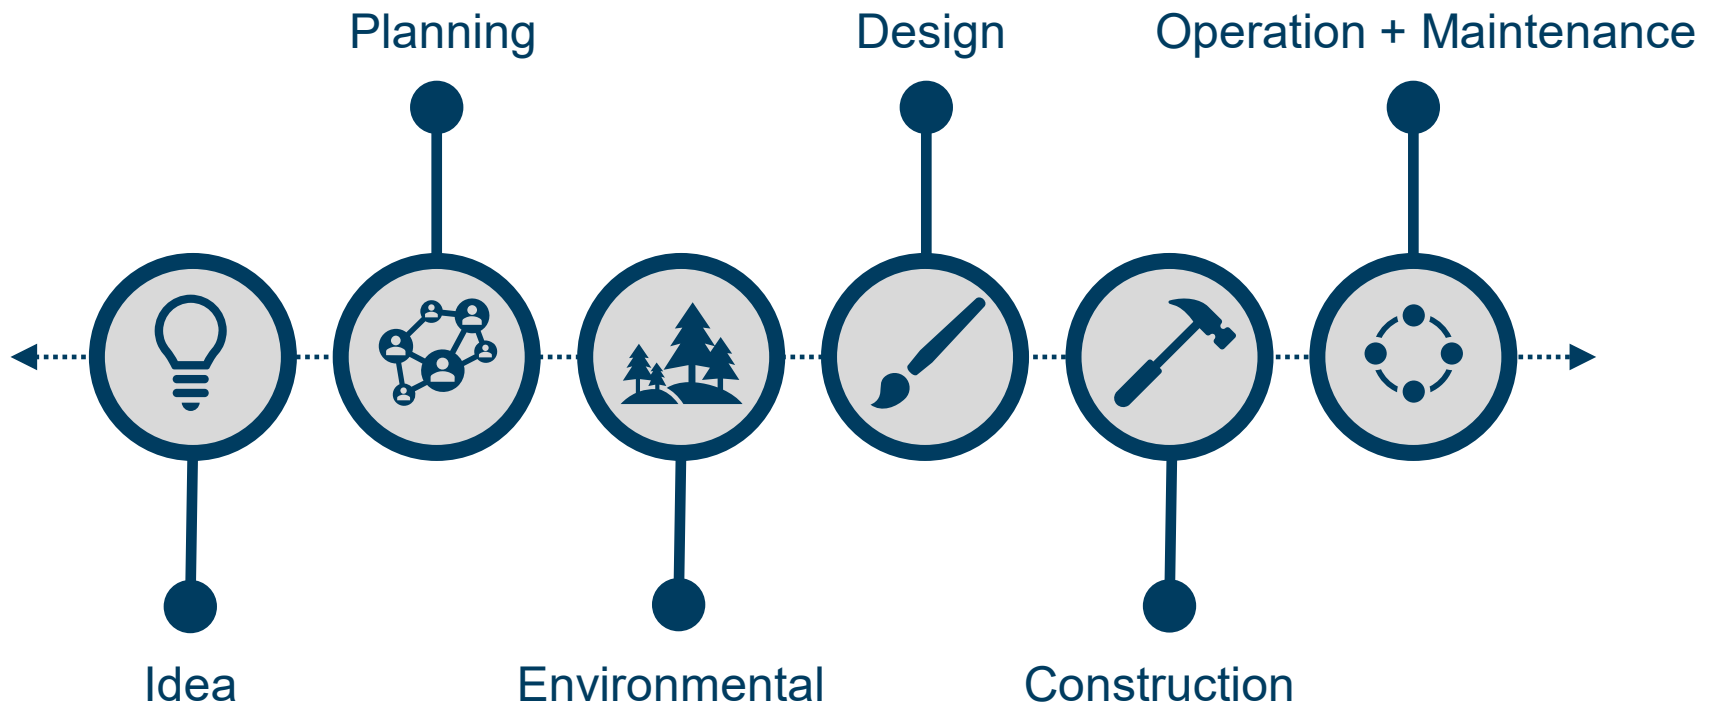 Planning
Design
Operation + Maintenance
Idea
Environmental
Construction